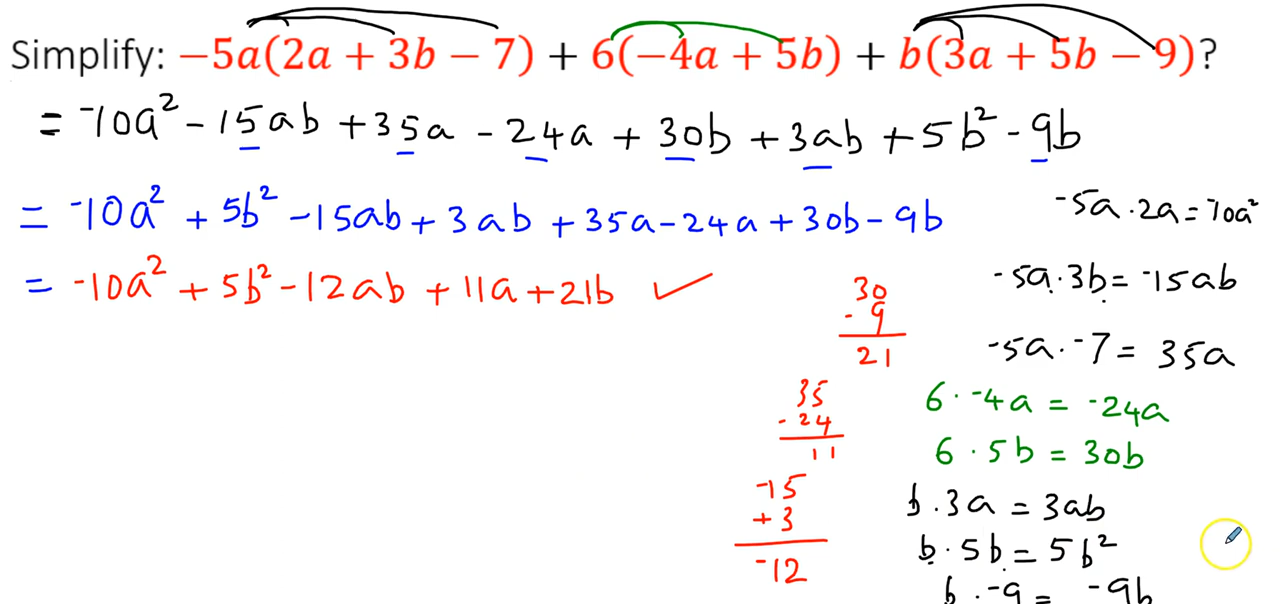 Simplify: −5a(2a + 3b − 7) + 6(−4a + 5b) + b(3a + 5b − 9)?
= -10a² - 15ab + 35a - 24a + 30b + 3ab + 5b² - 9b
= -10a² + 5b² - 15ab + 3ab + 35a - 24a + 30b - 9b
= -10a² + 5b² - 12ab + 11a + 21b ✓
30
- 9
21
35
- 24
11
-15
+ 3
-12
-5a · 2a = -10a²
-5a · 3b = -15ab
-5a · -7 = 35a
6 · -4a = -24a
6 · 5b = 30b
b · 3a = 3ab
b · 5b = 5b²
b · -9 = -9b